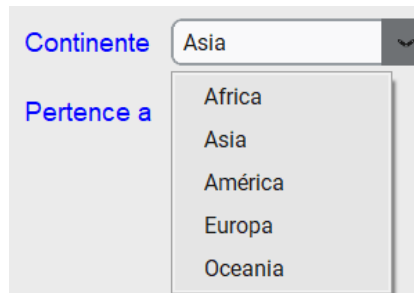 Continente Asia
Africa
Pertence a
Asia
América
Europa
Oceania